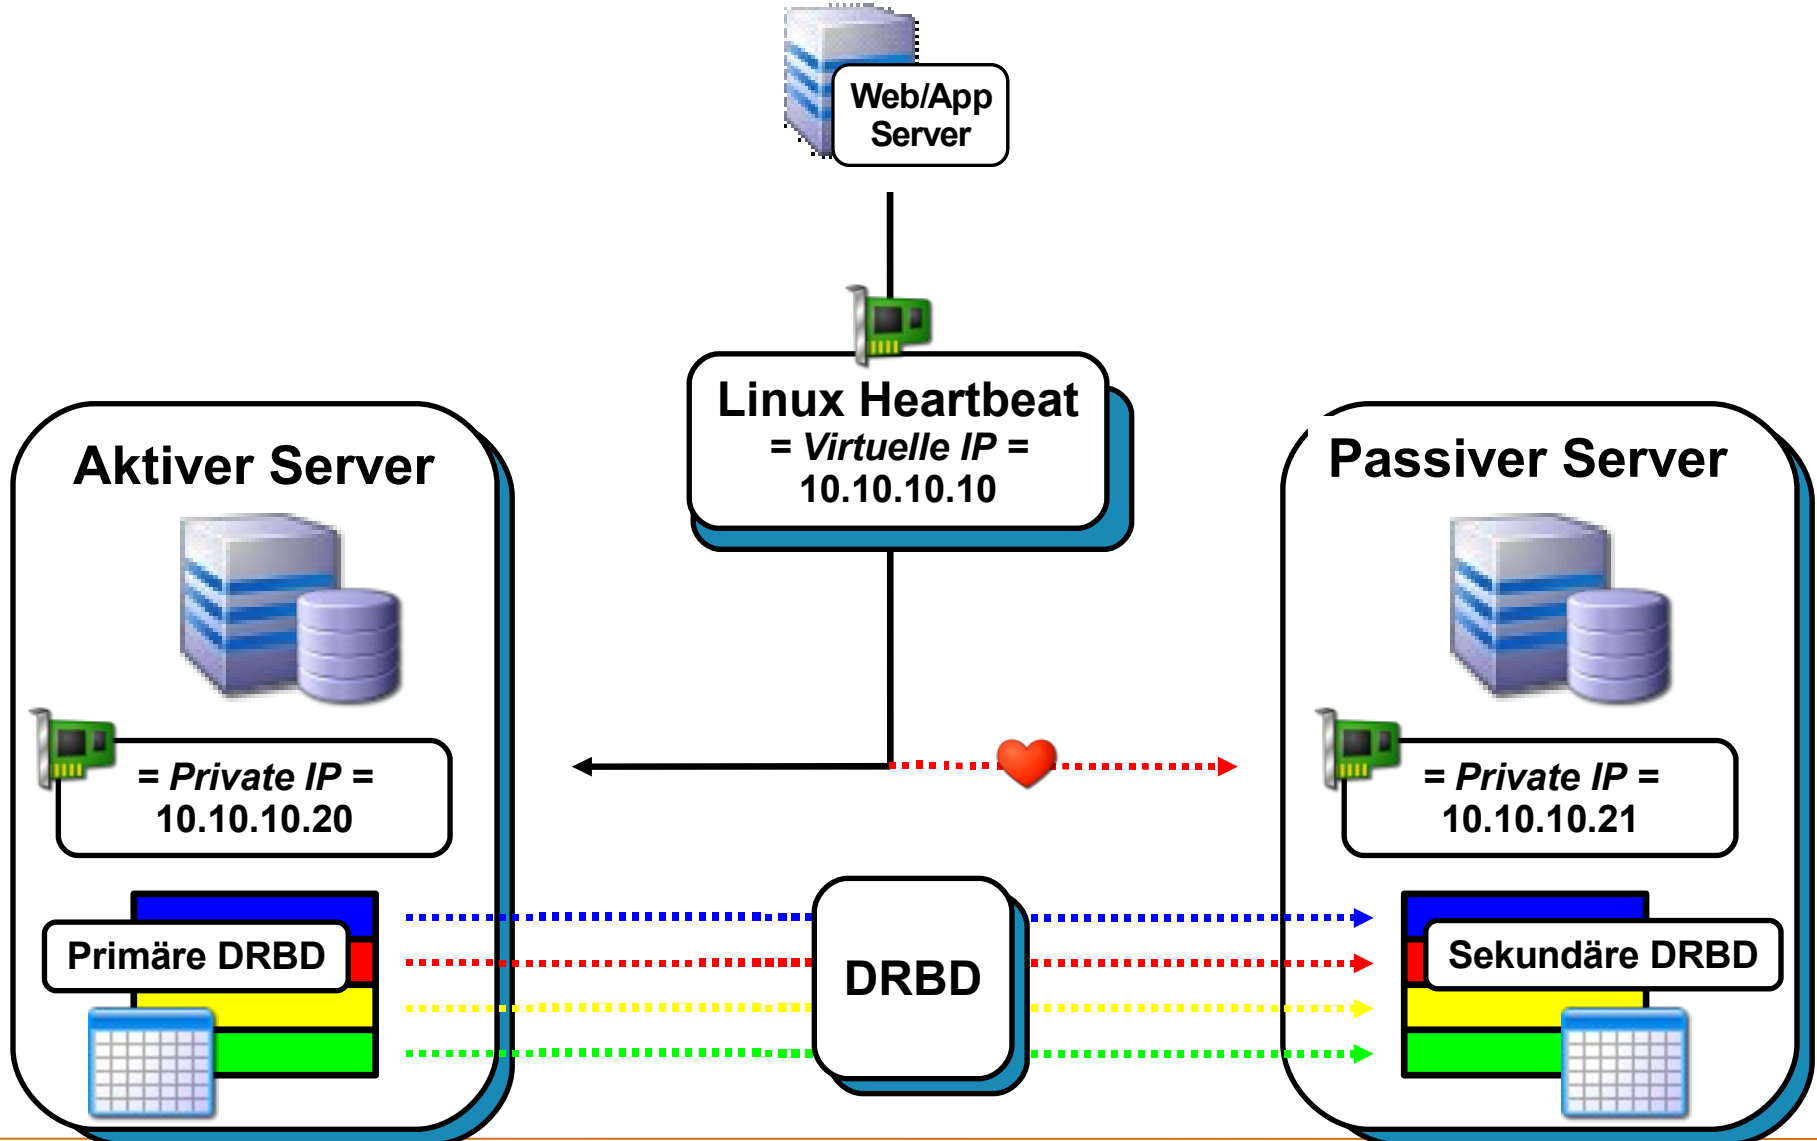 Web/App
Server
Linux Heartbeat
= Virtuelle IP =
10.10.10.10
Aktiver Server
= Private IP =
10.10.10.20
Primäre DRBD
DRBD
Passiver Server
= Private IP =
10.10.10.21
Sekundäre DRBD